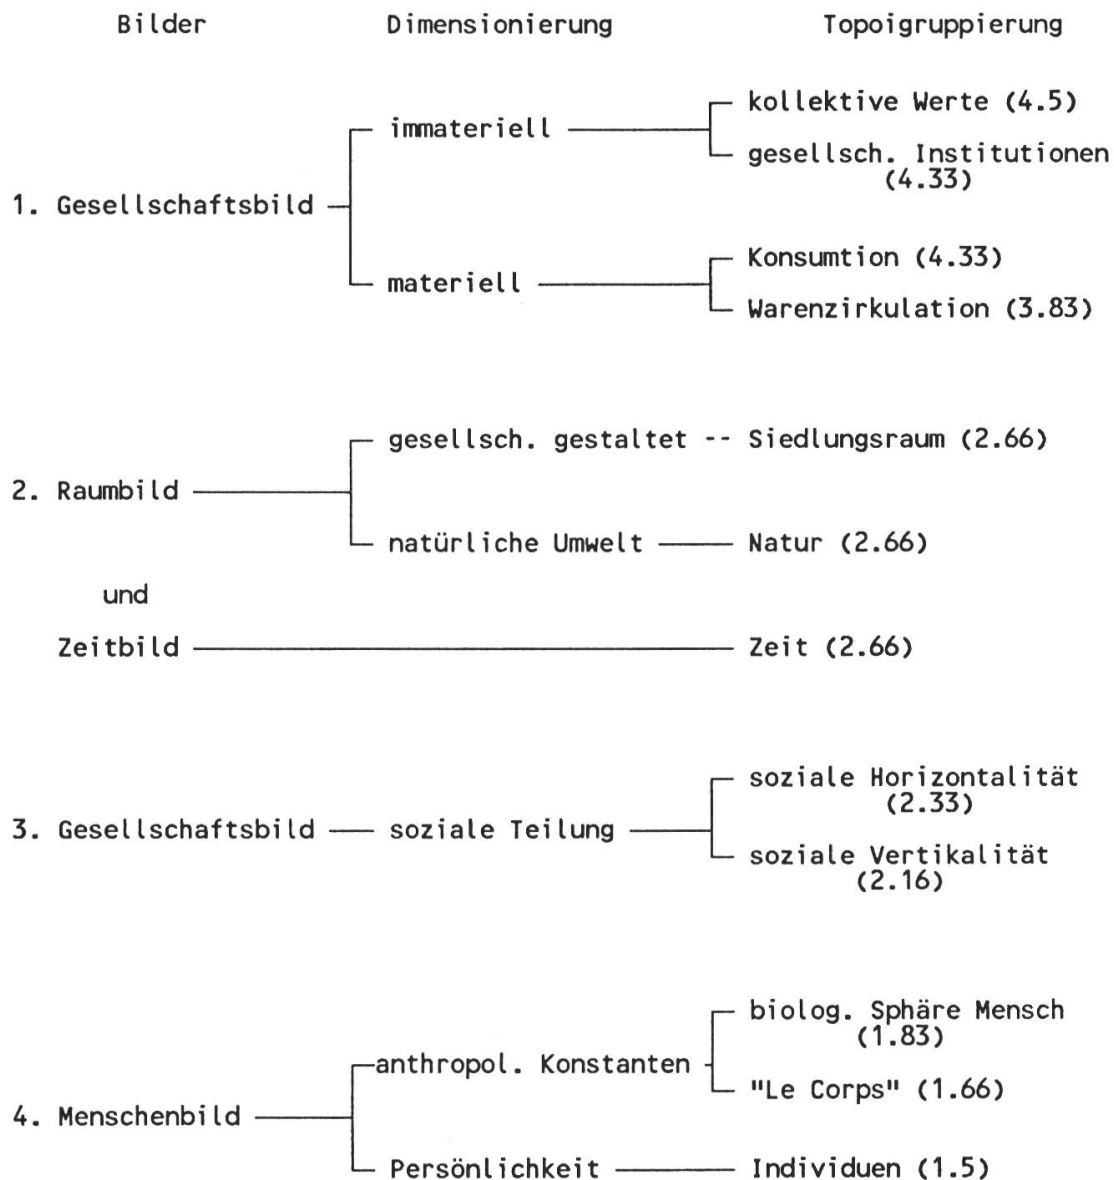 Bilder Dimensionierung Topoigruppierung
kollektive Werte (4.5)
immateriell
gesellsch. Institutionen
(4.33)
1. Gesellschaftsbild
Konsumtion (4.33)
materiell
Warenzirkulation (3.83)
gesellsch. gestaltet -- Siedlungsraum (2.66)
2. Raumbild
natürliche Umwelt Natur (2.66)
und
Zeitbild Zeit (2.66)
soziale Horizontalität
(2.33)
3. Gesellschaftsbild soziale Teilung
soziale Vertikalität
(2.16)
biolog. Sphäre Mensch
(1.83)
anthropol. Konstanten
"Le Corps" (1.66)
4. Menschenbild
Persönlichkeit Individuen (1.5)